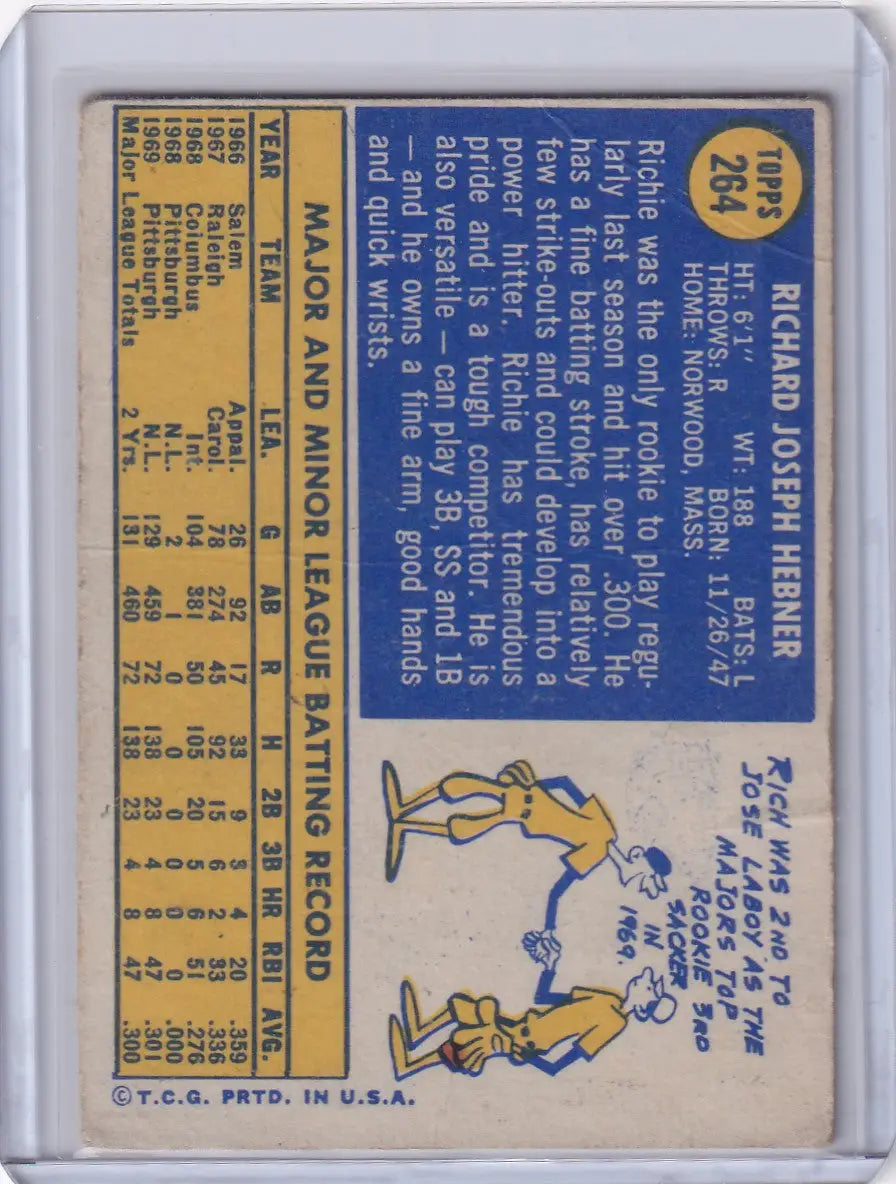 TOPPS
264
RICHARD JOSEPH HEBNER
HT: 6'1" WT: 188 BATS: L
THROWS: R BORN: 11/26/47
HOME: NORWOOD, MASS.
Richie was the only rookie to play regu-
larly last season and hit over .300. He
has a fine batting stroke, has relatively
few strike-outs and could develop into a
power hitter. Richie has tremendous
pride and is a tough competitor. He is
also versatile — can play 3B, SS and 1B
— and he owns a fine arm, good hands
and quick wrists.
RICH WAS 2ND TO
JOSE LABOY AS THE
MAJORS TOP
ROOKIE 3RD
SACKER
IN
1969.
MAJOR AND MINOR LEAGUE BATTING RECORD
YEAR TEAM LEA. G AB R H 2B 3B HR RBI AVG.
1966 Salem Appal. 26 92 17 33 9 3 4 20 .359
1967 Raleigh Carol. 78 274 45 92 15 6 2 33 .336
1968 Columbus Int. 104 381 50 105 20 5 6 51 .276
1968 Pittsburgh N.L. 2 1 0 0 0 0 0 0 .000
1969 Pittsburgh N.L. 129 459 72 138 23 4 8 47 .301
Major League Totals 2 Yrs. 131 460 72 138 23 4 8 47 .300
© T.C.G. PRTD. IN U.S.A.